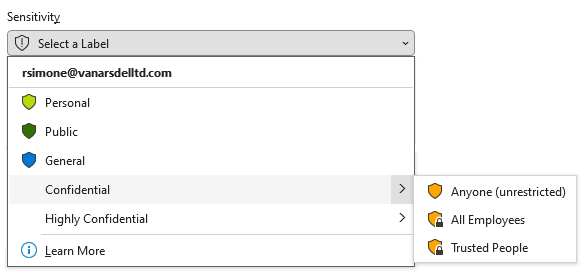 Sensitivity
Select a Label
rsimone@vanarsdelltd.com
Personal
Public
General
Confidential
Anyone (unrestricted)
Highly Confidential
All Employees
Learn More
Trusted People